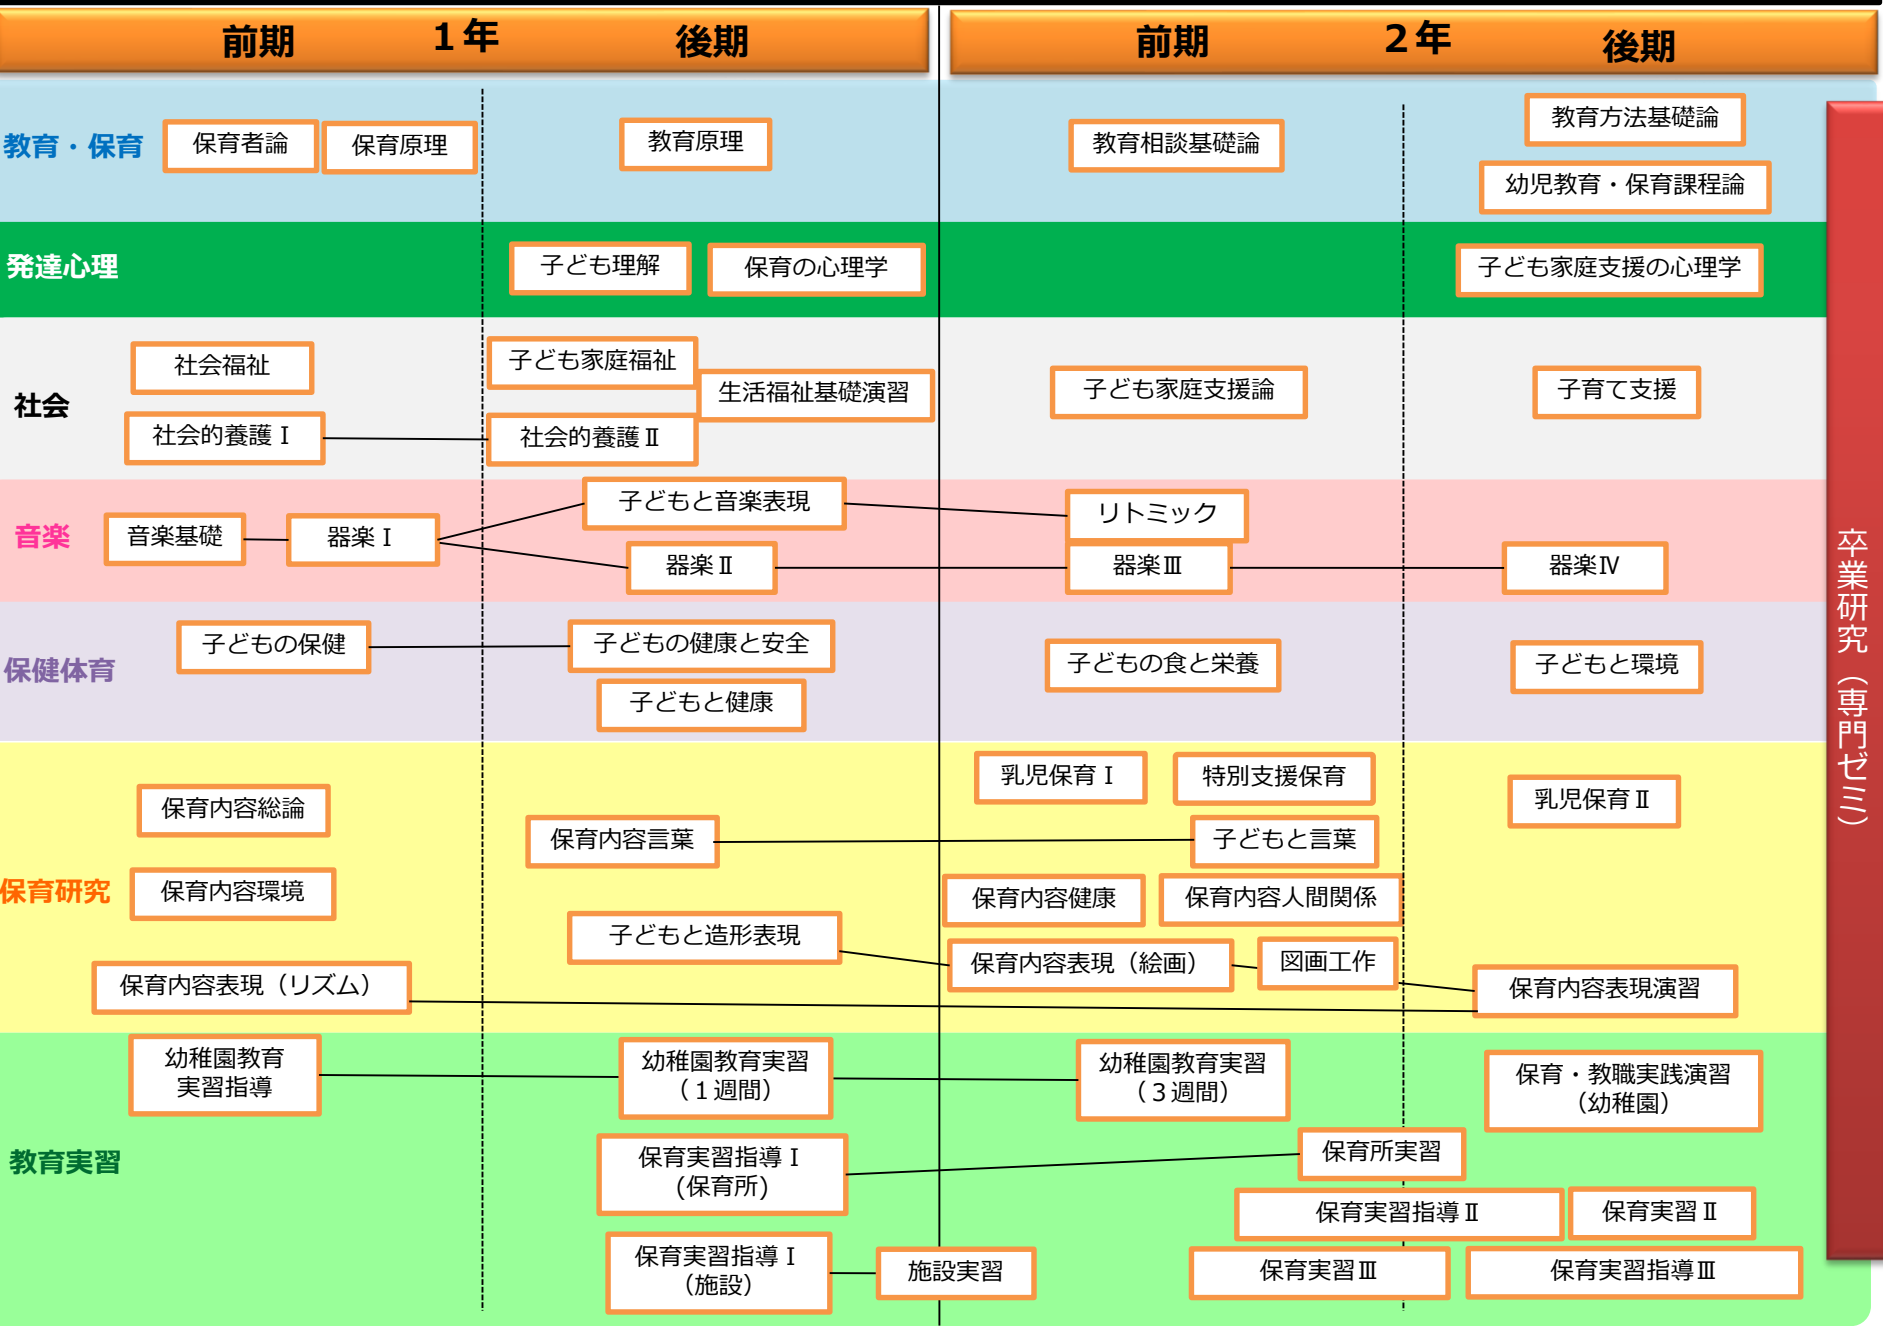 前期
1年
後期
前期
2年
後期
教育・保育
保育者論
保育原理
教育原理
教育相談基礎論
教育方法基礎論
幼児教育・保育課程論
発達心理
子ども理解
保育の心理学
子ども家庭支援の心理学
社会
社会福祉
社会的養護Ⅰ
子ども家庭福祉
生活福祉基礎演習
社会的養護Ⅱ
子ども家庭支援論
子育て支援
音楽
音楽基礎
器楽Ⅰ
子どもと音楽表現
器楽Ⅱ
リトミック
器楽Ⅲ
器楽Ⅳ
保健体育
子どもの保健
子どもの健康と安全
子どもと健康
子どもの食と栄養
子どもと環境
保育研究
保育内容総論
保育内容環境
保育内容表現（リズム）
保育内容言葉
子どもと造形表現
乳児保育Ⅰ
特別支援保育
子どもと言葉
保育内容健康
保育内容人間関係
保育内容表現（絵画）
図画工作
乳児保育Ⅱ
保育内容表現演習
教育実習
幼稚園教育
実習指導
幼稚園教育実習
（１週間）
幼稚園教育実習
（３週間）
保育・教職実践演習
（幼稚園）
保育実習指導Ⅰ
(保育所)
保育所実習
保育実習指導Ⅱ
保育実習Ⅱ
保育実習指導Ⅰ
（施設）
施設実習
保育実習Ⅲ
保育実習指導Ⅲ
卒業研究（専門ゼミ）